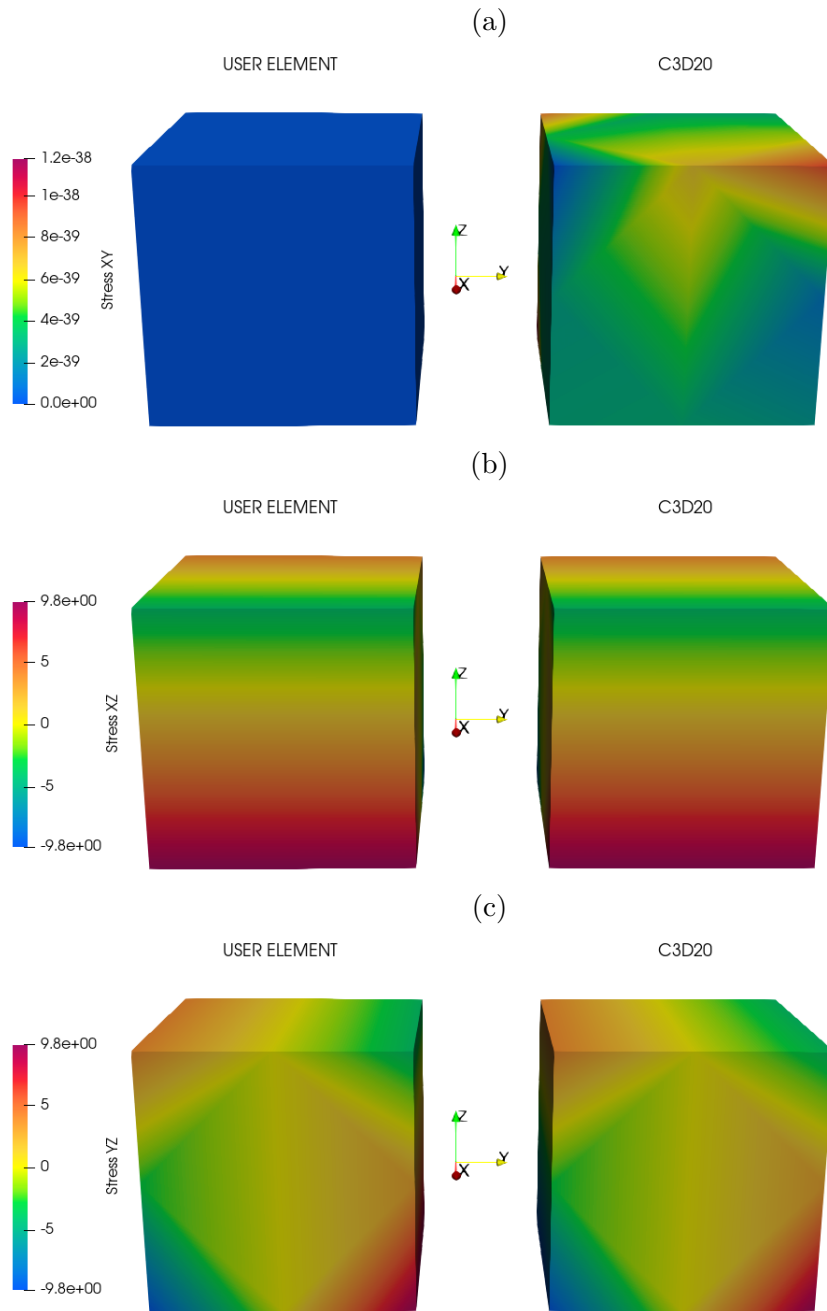 (a)
USER ELEMENT
C3D20
1.2e-38
1e-38
8e-39
6e-39
4e-39
2e-39
0.0e+00
Stress XY
Z
Y
X
(b)
USER ELEMENT
C3D20
9.8e+00
5
0
-5
-9.8e+00
Stress XZ
Z
Y
X
(c)
USER ELEMENT
C3D20
9.8e+00
5
0
-5
-9.8e+00
Stress YZ
Z
Y
X